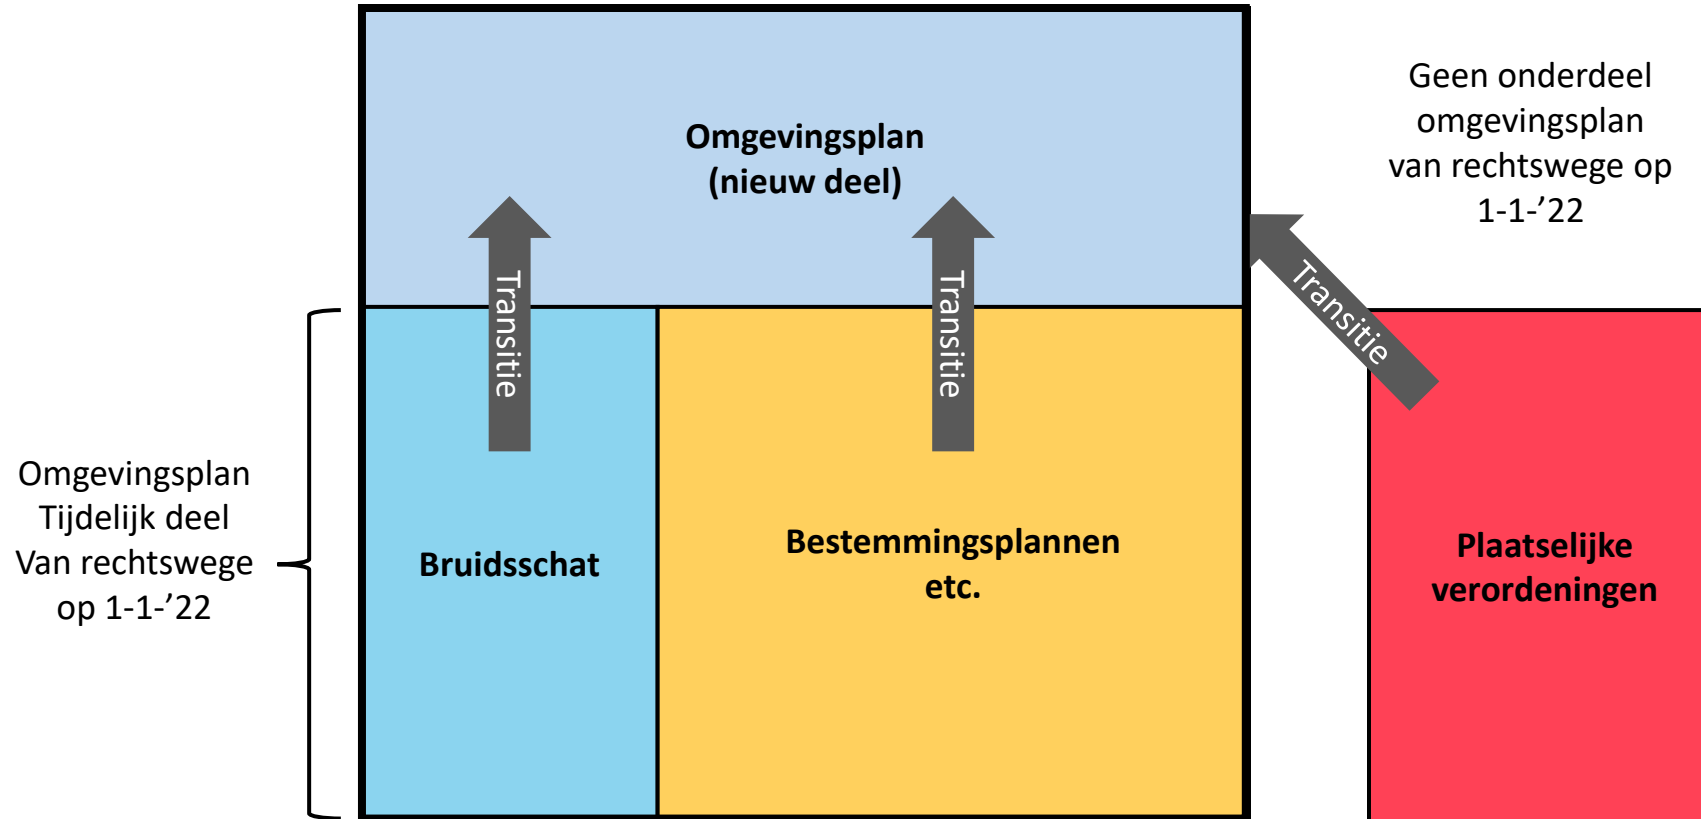 Omgevingsplan
(nieuw deel)
Geen onderdeel
omgevingsplan
van rechtswege op
1-1-’22
Transitie
Transitie
Transitie
Omgevingsplan
Tijdelijk deel
Van rechtswege
op 1-1-’22
Bruidsschat
Bestemmingsplannen
etc.
Plaatselijke
verordeningen